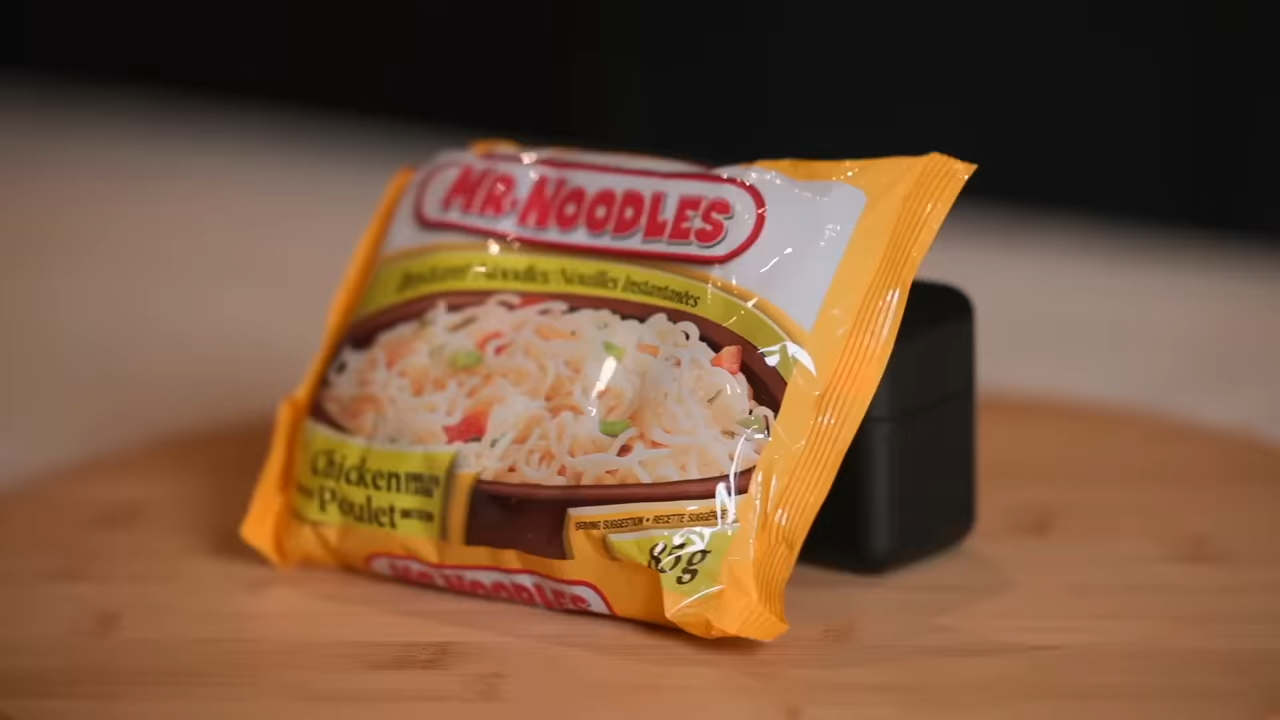 MR. NOODLES
Instant Noodles/Nouilles Instantanées
Chicken
Poulet
SERVING SUGGESTION • RECETTE SUGGÉRÉE
85g
MR. NOODLES